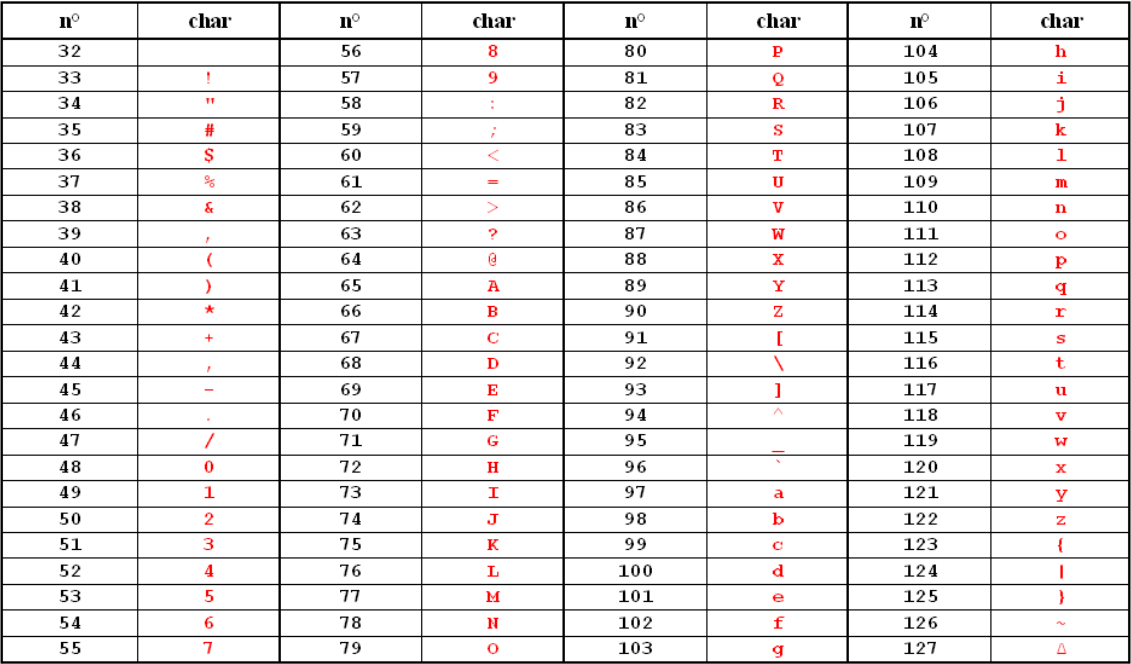 n° char n° char n° char n° char
32 56 8 80 P 104 h
33 ! 57 9 81 Q 105 i
34 " 58 : 82 R 106 j
35 # 59 ; 83 S 107 k
36 $ 60 < 84 T 108 l
37 % 61 = 85 U 109 m
38 & 62 > 86 V 110 n
39 , 63 ? 87 W 111 o
40 ( 64 @ 88 X 112 p
41 ) 65 A 89 Y 113 q
42 * 66 B 90 Z 114 r
43 + 67 C 91 [ 115 s
44 , 68 D 92 \ 116 t
45 - 69 E 93 ] 117 u
46 . 70 F 94 ^ 118 v
47 / 71 G 95 _ 119 w
48 0 72 H 96 ` 120 x
49 1 73 I 97 a 121 y
50 2 74 J 98 b 122 z
51 3 75 K 99 c 123 {
52 4 76 L 100 d 124 |
53 5 77 M 101 e 125 }
54 6 78 N 102 f 126 ~
55 7 79 O 103 g 127 Δ